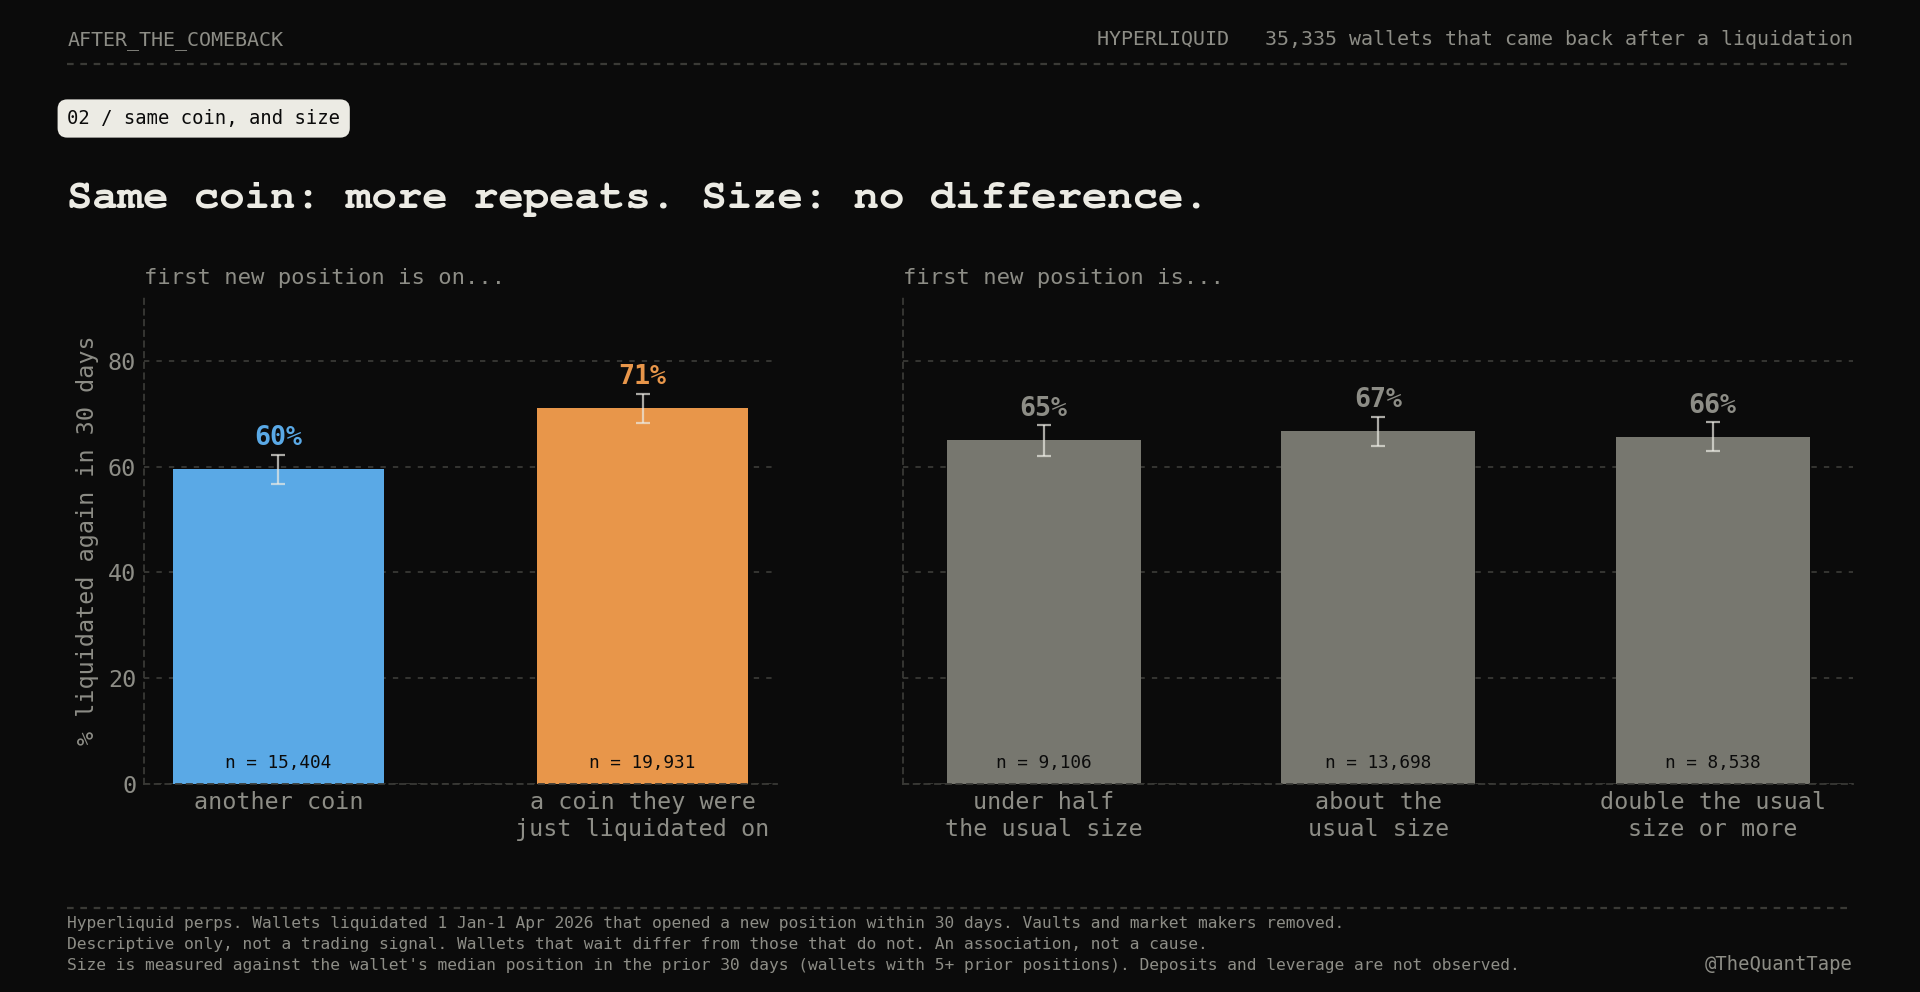 AFTER_THE_COMEBACK
HYPERLIQUID   35,335 wallets that came back after a liquidation
02 / same coin, and size
Same coin: more repeats. Size: no difference.
first new position is on...
% liquidated again in 30 days
80
60
40
20
0
60%
71%
n = 15,404
n = 19,931
another coin
a coin they were
just liquidated on
first new position is...
65%
67%
66%
n = 9,106
n = 13,698
n = 8,538
under half
the usual size
about the
usual size
double the usual
size or more
Hyperliquid perps. Wallets liquidated 1 Jan-1 Apr 2026 that opened a new position within 30 days. Vaults and market makers removed.
Descriptive only, not a trading signal. Wallets that wait differ from those that do not. An association, not a cause.
Size is measured against the wallet's median position in the prior 30 days (wallets with 5+ prior positions). Deposits and leverage are not observed.
@TheQuantTape